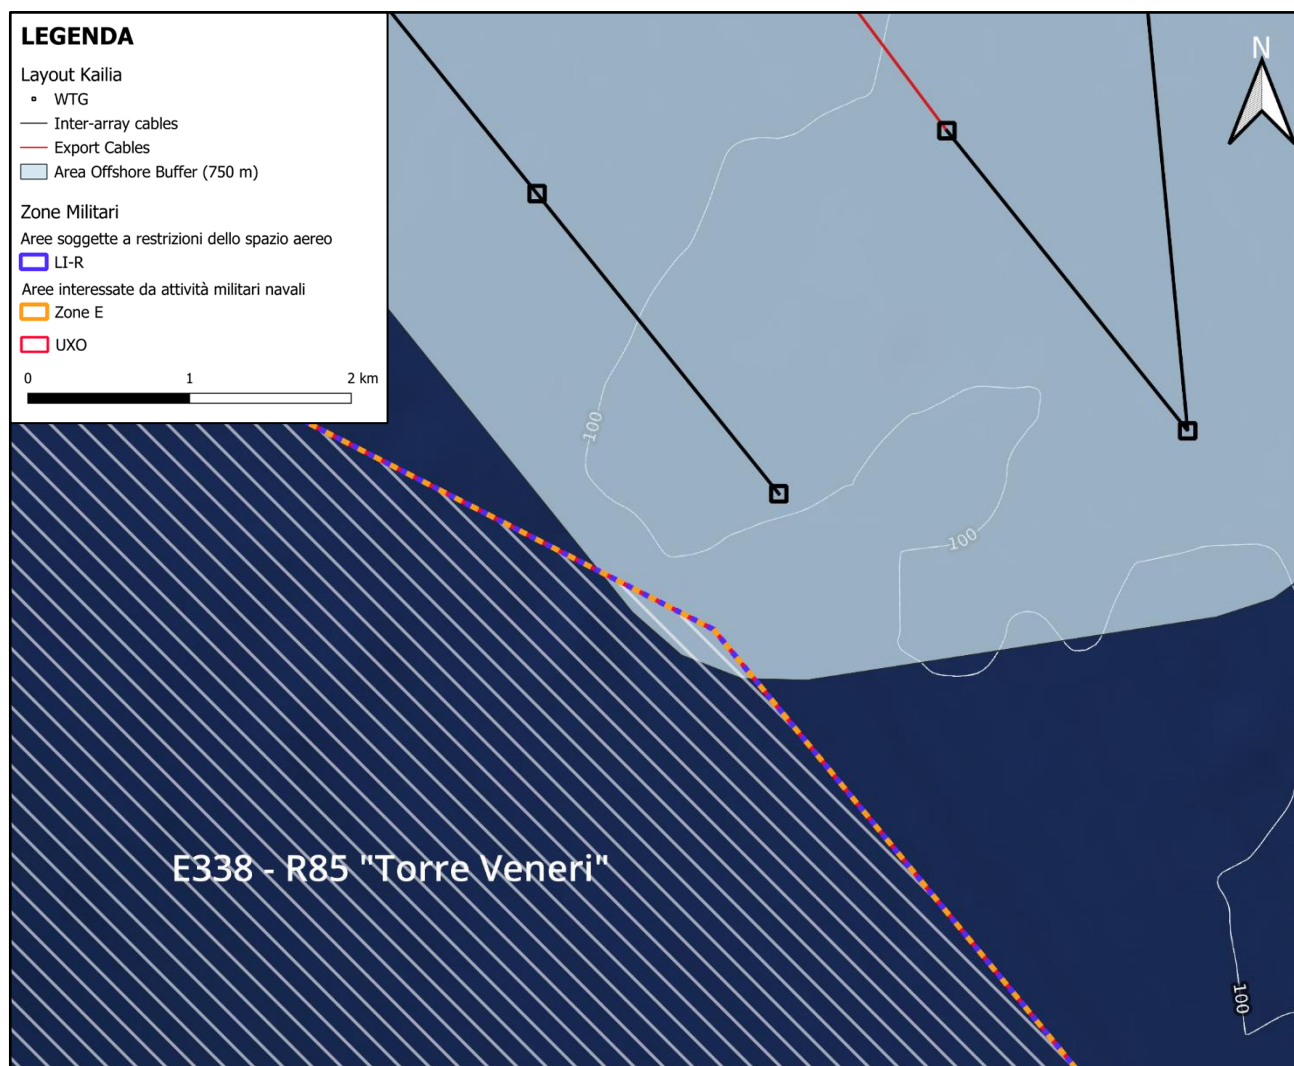 LEGENDA
Layout Kailia
WTG
Inter-array cables
Export Cables
Area Offshore Buffer (750 m)
Zone Militari
Aree soggette a restrizioni dello spazio aereo
LI-R
Aree interessate da attività militari navali
Zone E
UXO
0 1 2 km
N
100
100
E338 - R85 "Torre Veneri"
100